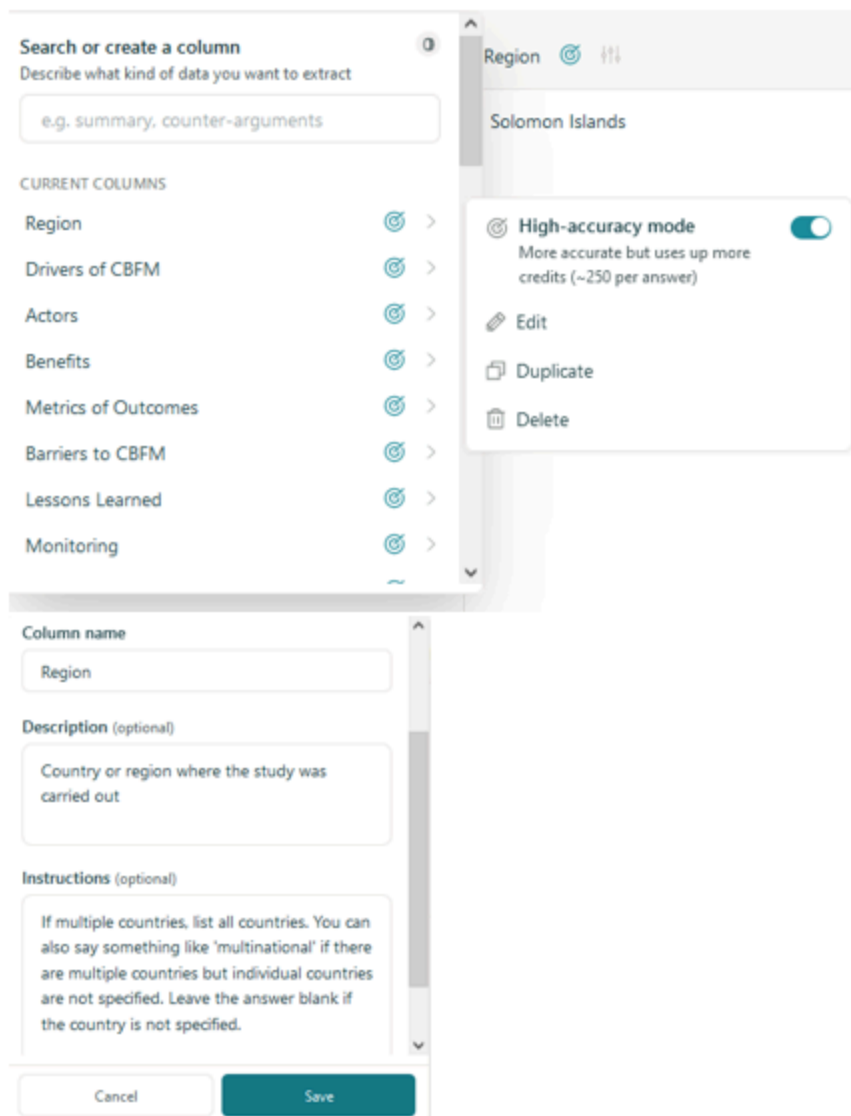 Search or create a column
Describe what kind of data you want to extract
e.g. summary, counter-arguments
CURRENT COLUMNS
Region
Drivers of CBFM
Actors
Benefits
Metrics of Outcomes
Barriers to CBFM
Lessons Learned
Monitoring
Region
Solomon Islands
High-accuracy mode
More accurate but uses up more
credits (~250 per answer)
Edit
Duplicate
Delete
Column name
Region
Description (optional)
Country or region where the study was
carried out
Instructions (optional)
If multiple countries, list all countries. You can
also say something like 'multinational' if there
are multiple countries but individual countries
are not specified. Leave the answer blank if
the country is not specified.
Cancel
Save